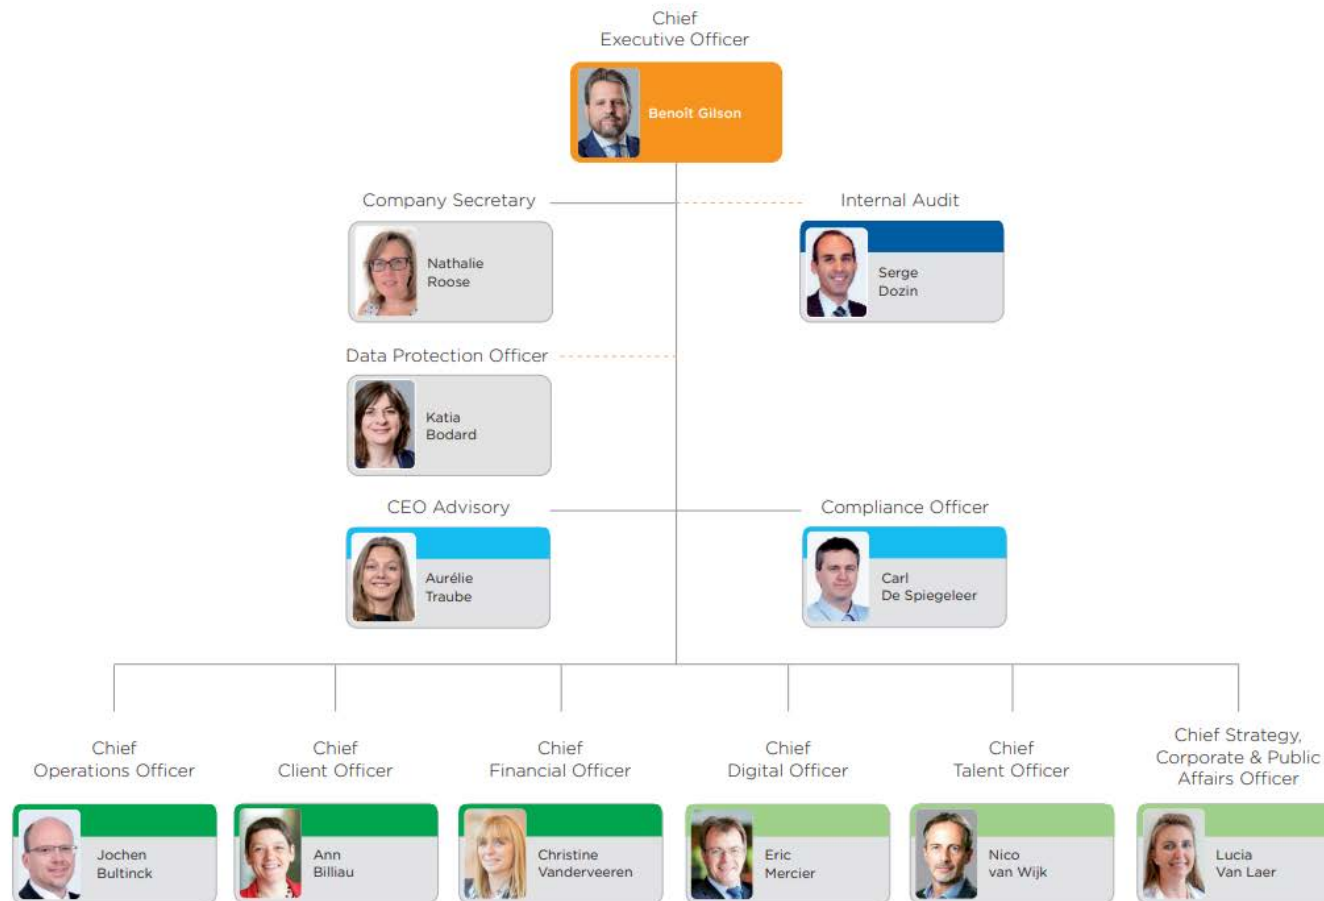 Chief
Executive Officer
Benoît Gilson
Company Secretary
Nathalie
Roose
Internal Audit
Serge
Dozin
Data Protection Officer
Katia
Bodard
CEO Advisory
Aurélie
Traube
Compliance Officer
Carl
De Spiegeleer
Chief
Operations Officer
Jochen
Bultinck
Chief
Client Officer
Ann
Billiau
Chief
Financial Officer
Christine
Vanderveeren
Chief
Digital Officer
Eric
Mercier
Chief
Talent Officer
Nico
van Wijk
Chief Strategy,
Corporate & Public
Affairs Officer
Lucia
Van Laer